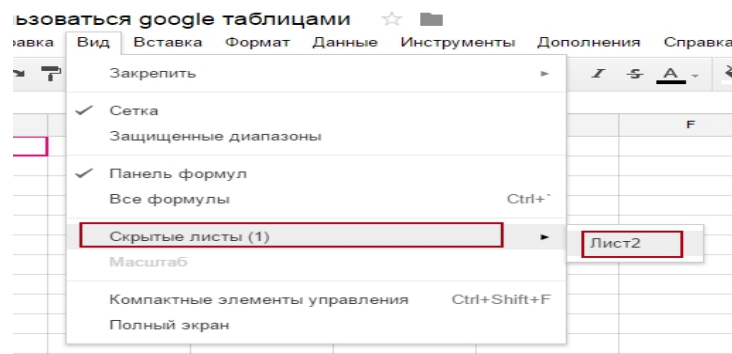 ьзоваться google таблицами
равка Вид Вставка Формат Данные Инструменты Дополнения Справка
Закрепить
I S A
Сетка
Защищенные диапазоны
F
Панель формул
Все формулы Ctrl+`
Скрытые листы (1)
Лист2
Масштаб
Компактные элементы управления Ctrl+Shift+F
Полный экран